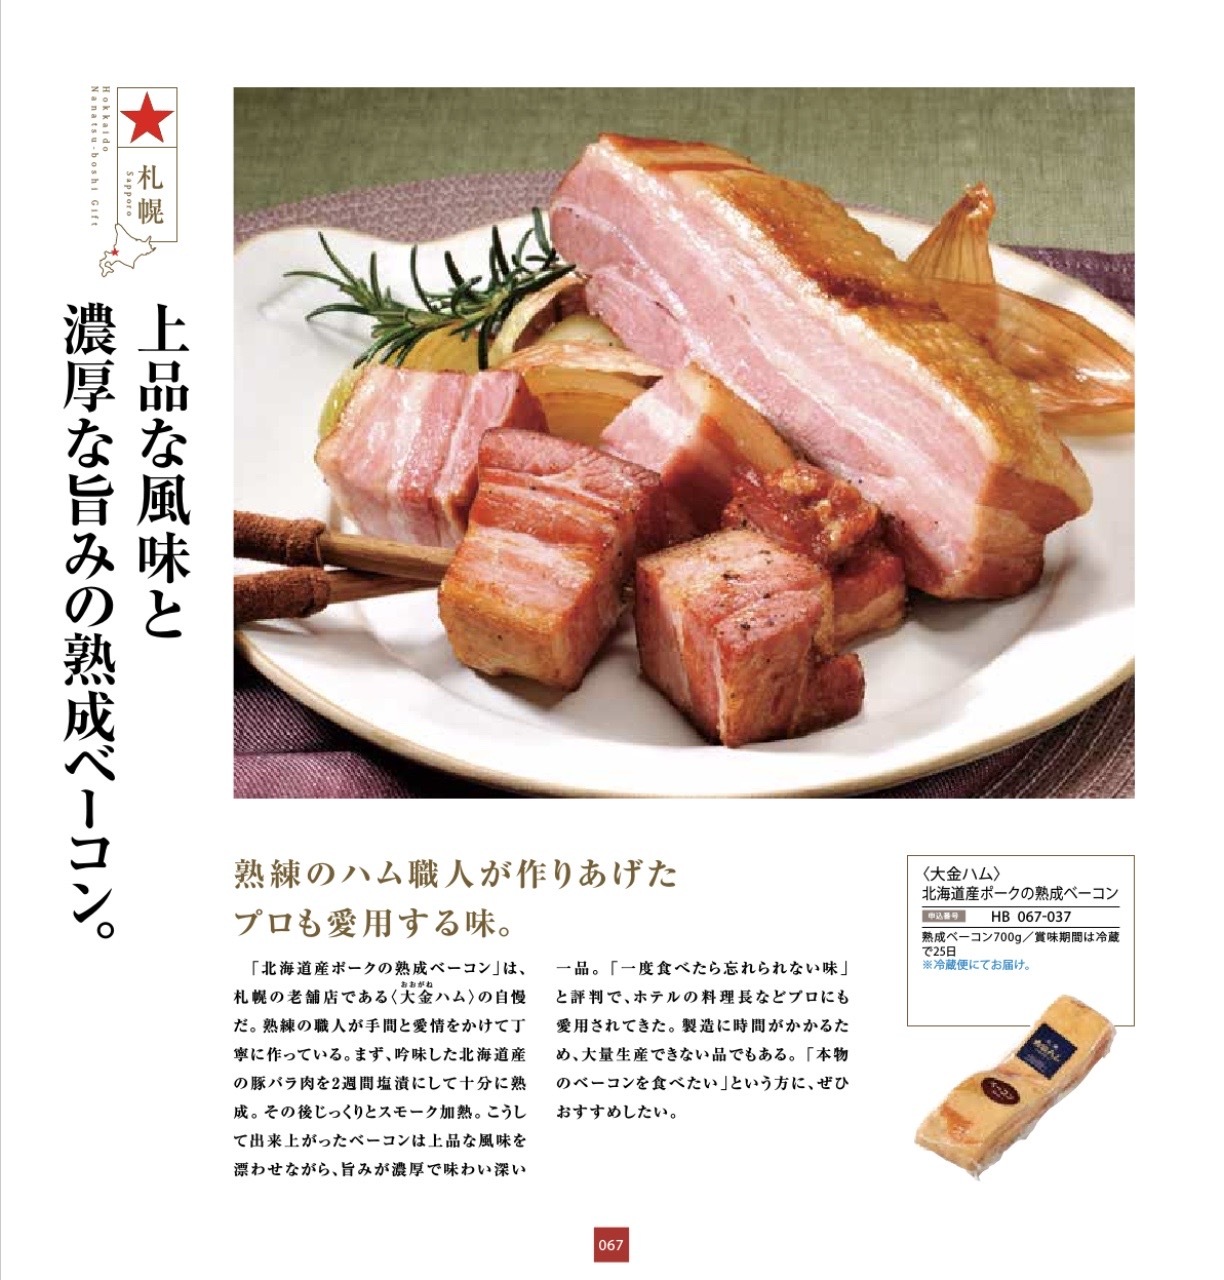 Hokkaido
Nanatsu-boshi Gift
札幌
Sapporo
上品な風味と
濃厚な旨みの熟成ベーコン。
熟練のハム職人が作りあげた
プロも愛用する味。
「北海道産ポークの熟成ベーコン」は、
おおがね
札幌の老舗店である〈大金ハム〉の自慢
だ。熟練の職人が手間と愛情をかけて丁
寧に作っている。まず、吟味した北海道産
の豚バラ肉を2週間塩漬にして十分に熟
成。その後じっくりとスモーク加熱。こうし
て出来上がったベーコンは上品な風味を
漂わせながら、旨みが濃厚で味わい深い
一品。「一度食べたら忘れられない味」
と評判で、ホテルの料理長などプロにも
愛用されてきた。製造に時間がかかるた
め、大量生産できない品でもある。「本物
のベーコンを食べたい」という方に、ぜひ
おすすめしたい。
〈大金ハム〉
北海道産ポークの熟成ベーコン
申込番号 HB 067-037
熟成ベーコン700g／賞味期間は冷蔵
で25日
※冷蔵便にてお届け。
大金ハム
ベーコン
067